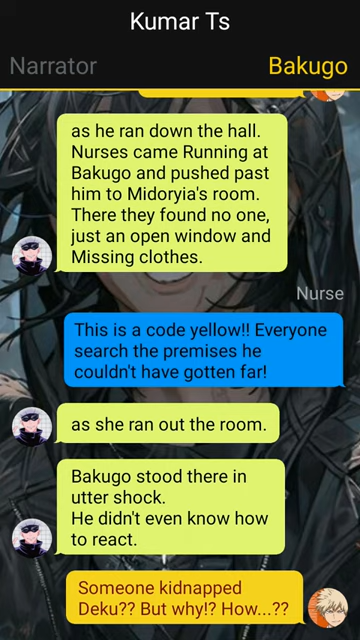 Kumar Ts
Narrator
Bakugo
as he ran down the hall.
Nurses came Running at
Bakugo and pushed past
him to Midoryia's room.
There they found no one,
just an open window and
Missing clothes.
Nurse
This is a code yellow!! Everyone
search the premises he
couldn't have gotten far!
as she ran out the room.
Bakugo stood there in
utter shock.
He didn't even know how
to react.
Someone kidnapped
Deku?? But why!? How...??